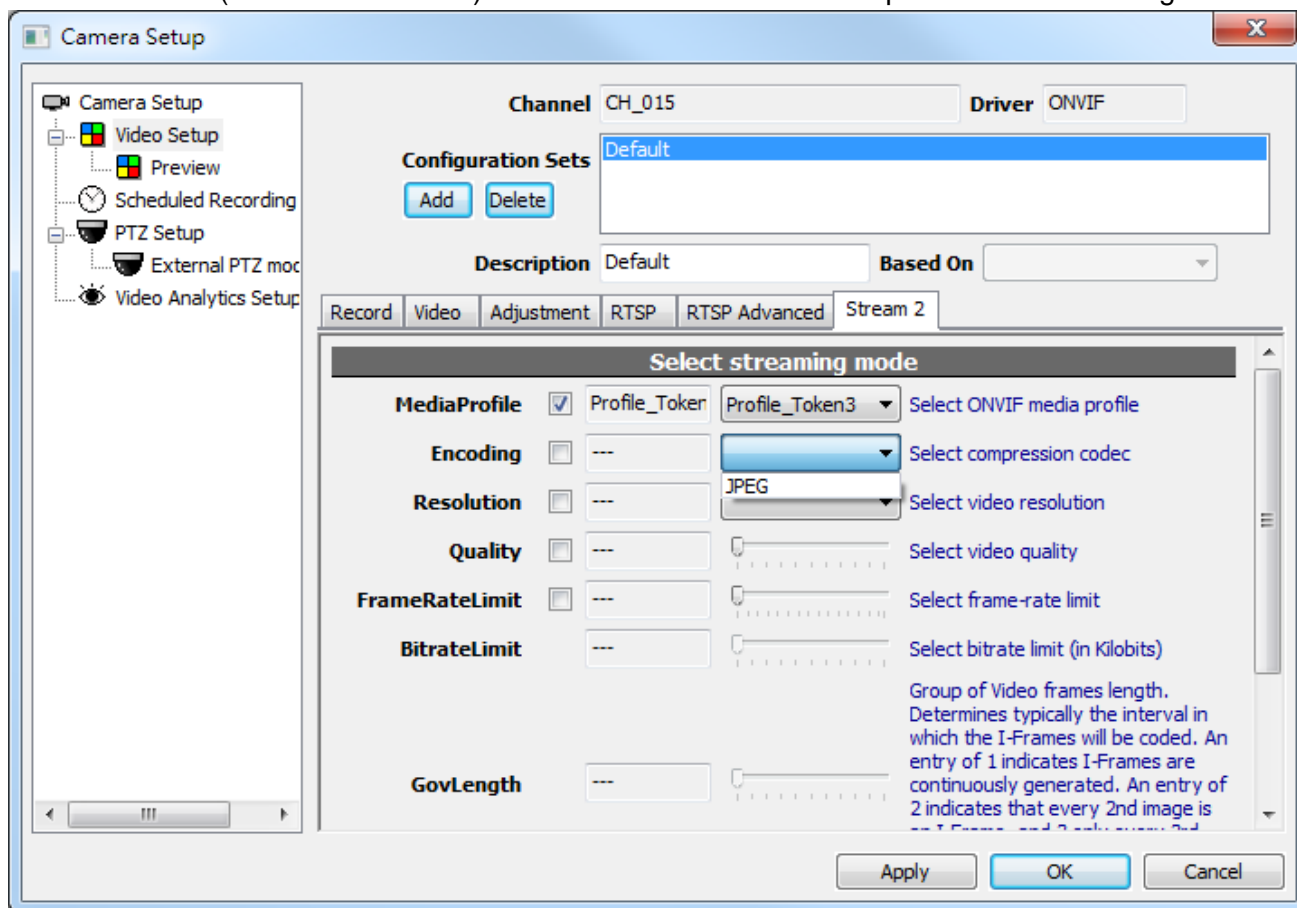 Camera Setup
Camera Setup
Video Setup
Preview
Scheduled Recording
PTZ Setup
External PTZ moc
Video Analytics Setup
Channel CH_015 Driver ONVIF
Configuration Sets Default
Add Delete
Description Default Based On
Record Video Adjustment RTSP RTSP Advanced Stream 2
Select streaming mode
MediaProfile Profile_Token Profile_Token3 Select ONVIF media profile
Encoding --- Select compression codec
JPEG
Resolution --- Select video resolution
Quality --- Select video quality
FrameRateLimit --- Select frame-rate limit
BitrateLimit --- Select bitrate limit (in Kilobits)
Group of Video frames length.
Determines typically the interval in
which the I-Frames will be coded. An
entry of 1 indicates I-Frames are
GovLength --- continuously generated. An entry of
2 indicates that every 2nd image is
Apply OK Cancel